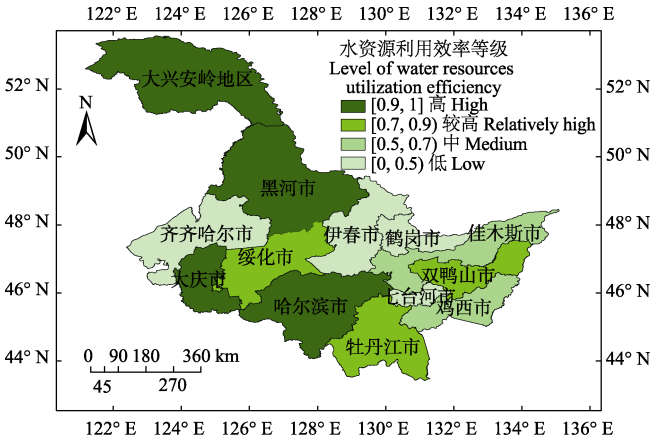 122° E 124° E 126° E 128° E 130° E 132° E 134° E 136° E
水资源利用效率等级
Level of water resources
utilization efficiency
[0.9, 1] 高 High
[0.7, 0.9) 较高 Relatively high
[0.5, 0.7) 中 Medium
[0, 0.5) 低 Low
N
52° N 52° N
50° N 50° N
48° N 48° N
46° N 46° N
44° N 44° N
大兴安岭地区
黑河市
齐齐哈尔市
伊春市
鹤岗市
佳木斯市
绥化市
大庆市
双鸭山市
七台河市
哈尔滨市
鸡西市
牡丹江市
0 90 180 360 km
45 270
122° E 124° E 126° E 128° E 130° E 132° E 134° E 136° E